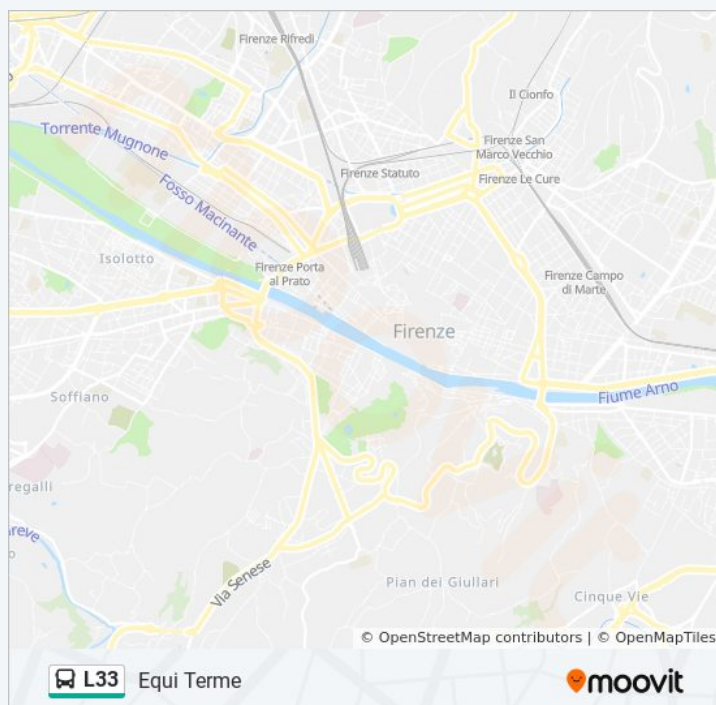 Firenze Rifredi
Il Cionfo
Torrente Mugnone
Firenze San
Marco Vecchio
Firenze Statuto
Firenze Le Cure
Fosso Macinante
Isolotto
Firenze Porta
al Prato
Firenze Campo
di Marte
Firenze
Soffiano
Fiume Arno
regalli
reve
o
Via Senese
Pian dei Giullari
Cinque Vie
© OpenStreetMap contributors | © OpenMapTiles
L33 Equi Terme
moovit